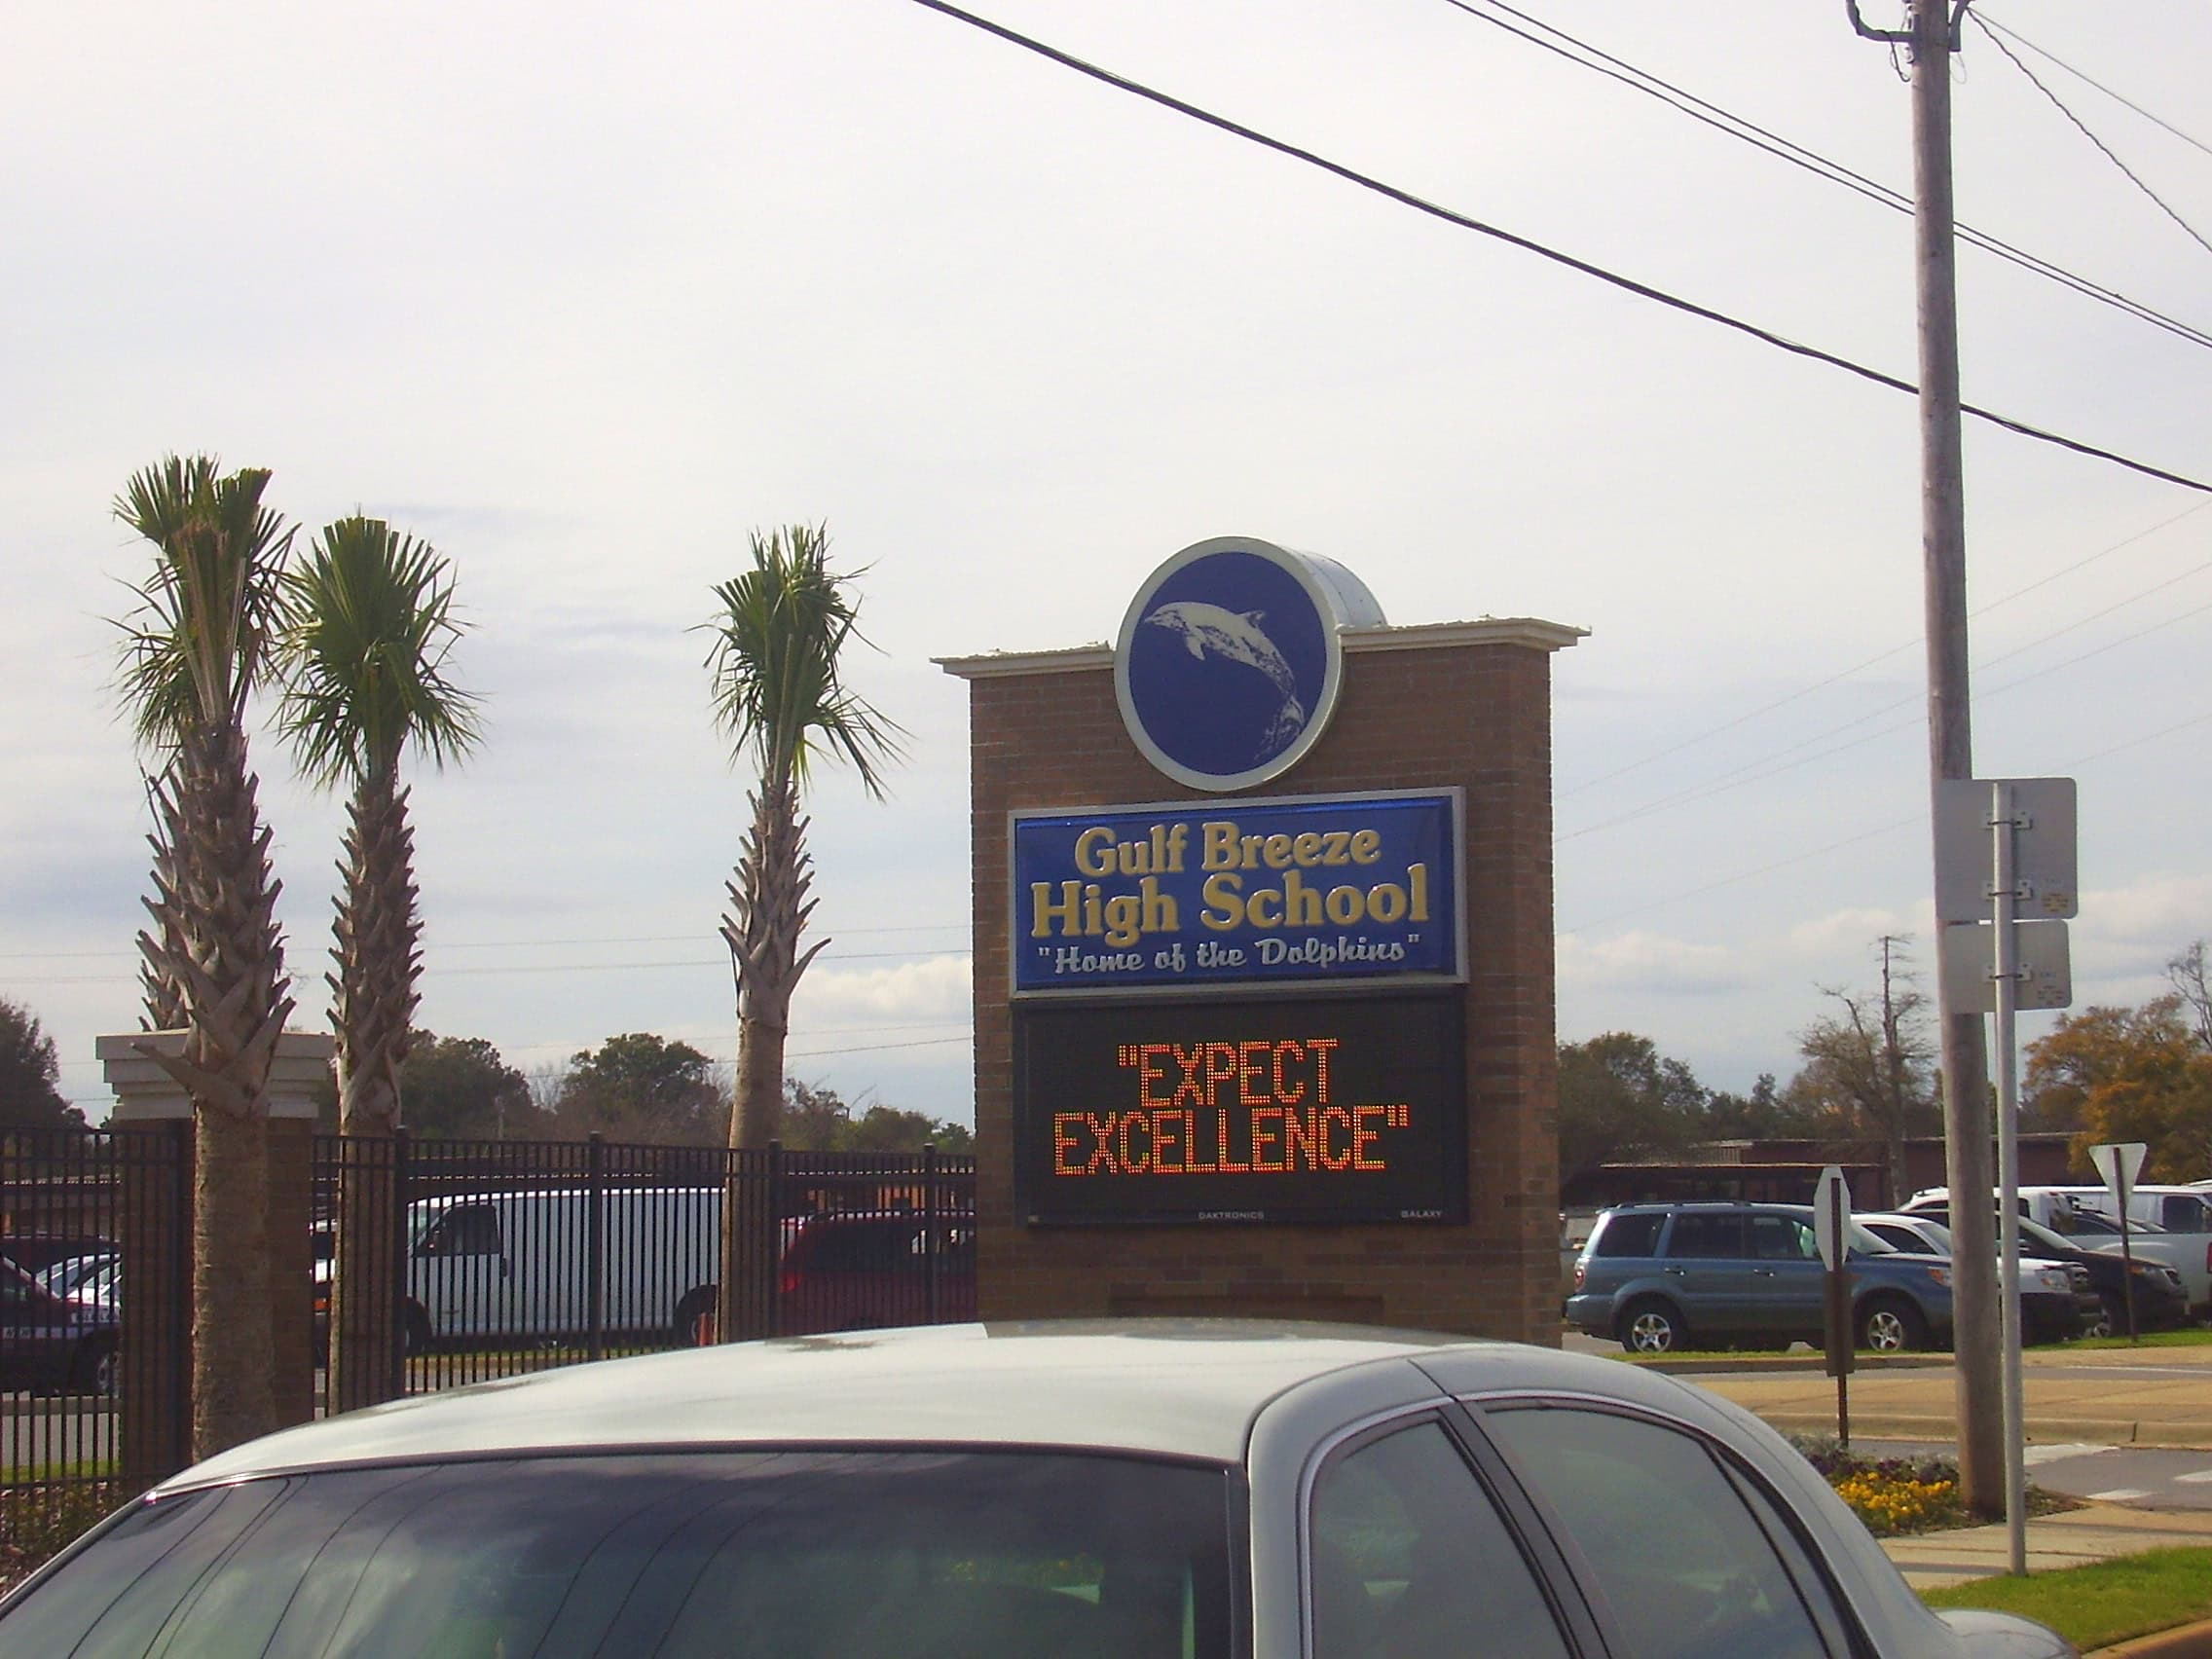 Gulf Breeze
High School
"Home of the Dolphins"
"EXPECT
EXCELLENCE"
DAKTRONICS GALAXY